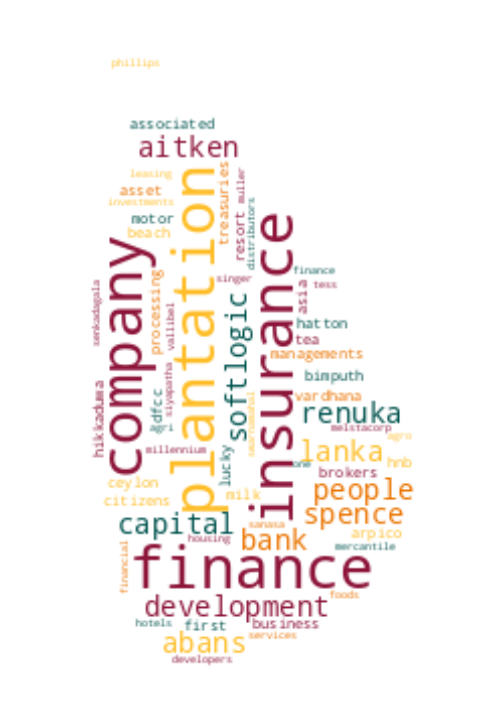 phillips
associated
aitken
leasing
asset
investments
motor
beach
plantation
treasuries
muller
resort
distributors
company
insurance
senkadagala
processing
vallibel
singer
finance
asia
tess
softlogic
hatton
tea
managements
siyapatha
dfcc
agri
hikkaduwa
bimputh
vardhana
renuka
melstacorp
agro
millennium
lucky
lanka
one
hnb
brokers
ceylon
citizens
milk
people
spence
capital
sanasa
housing
bank
arpico
mercantile
financial
finance
foods
development
hotels
first
business
services
abans
developers